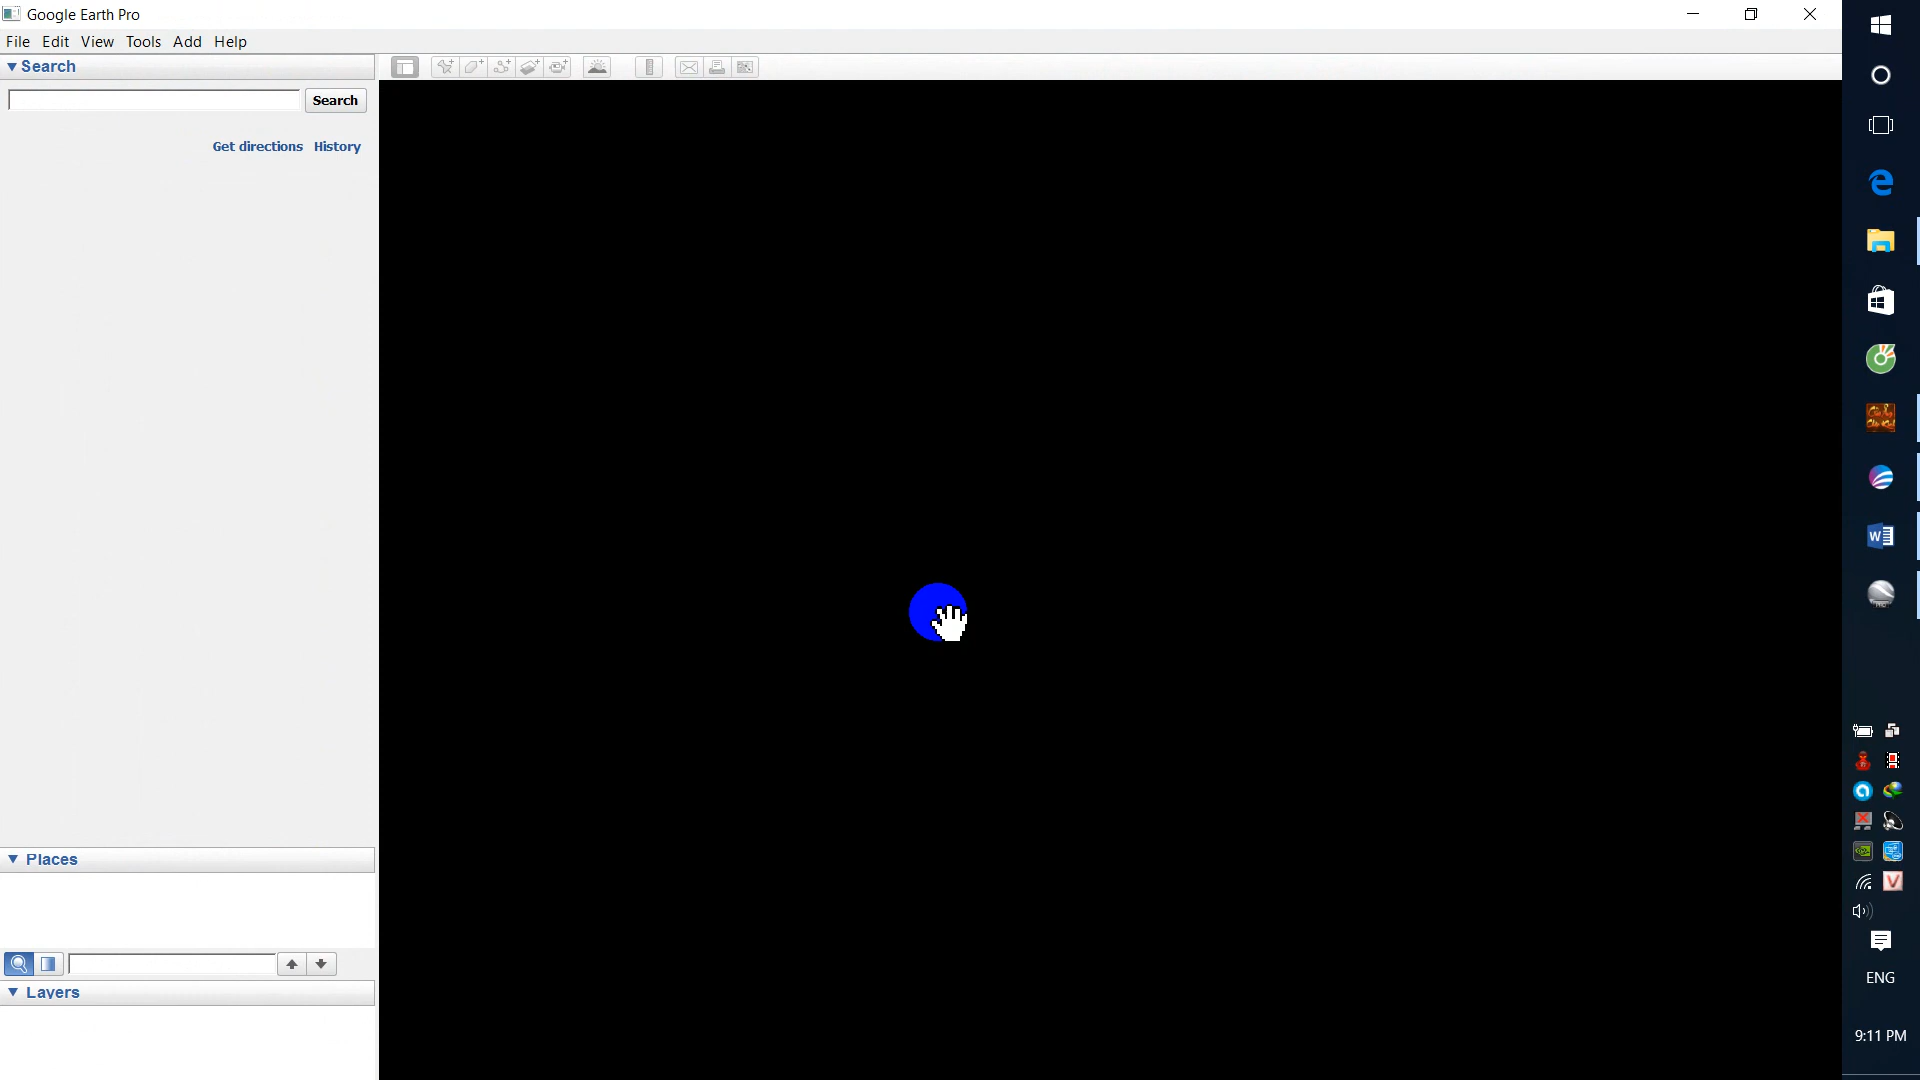 Google Earth Pro
File Edit View Tools Add Help
Search
Search
Get directions History
Places
Layers
W
V
ENG
9:11 PM